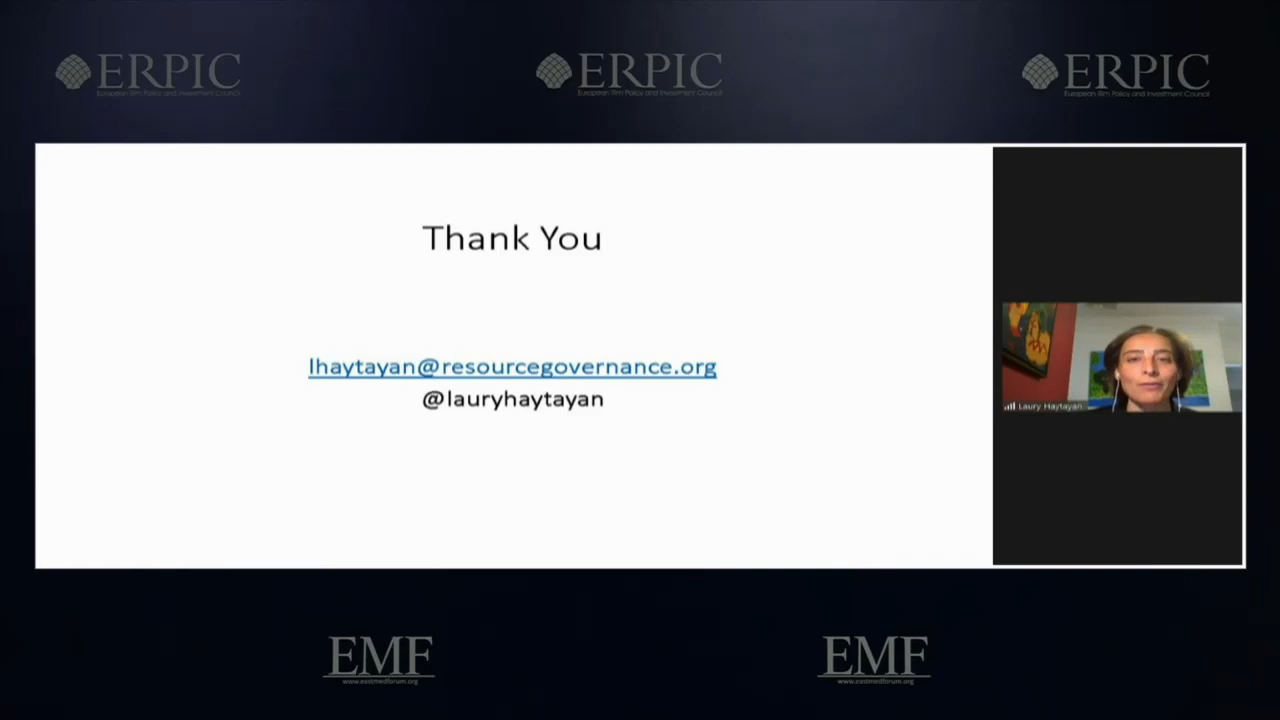 ERPIC
European Rim Policy and Investment Council
ERPIC
European Rim Policy and Investment Council
ERPIC
European Rim Policy and Investment Council
Thank You
lhaytayan@resourcegovernance.org
@lauryhaytayan
Laury Haytayan
EMF
www.eastmedforum.org
EMF
www.eastmedforum.org